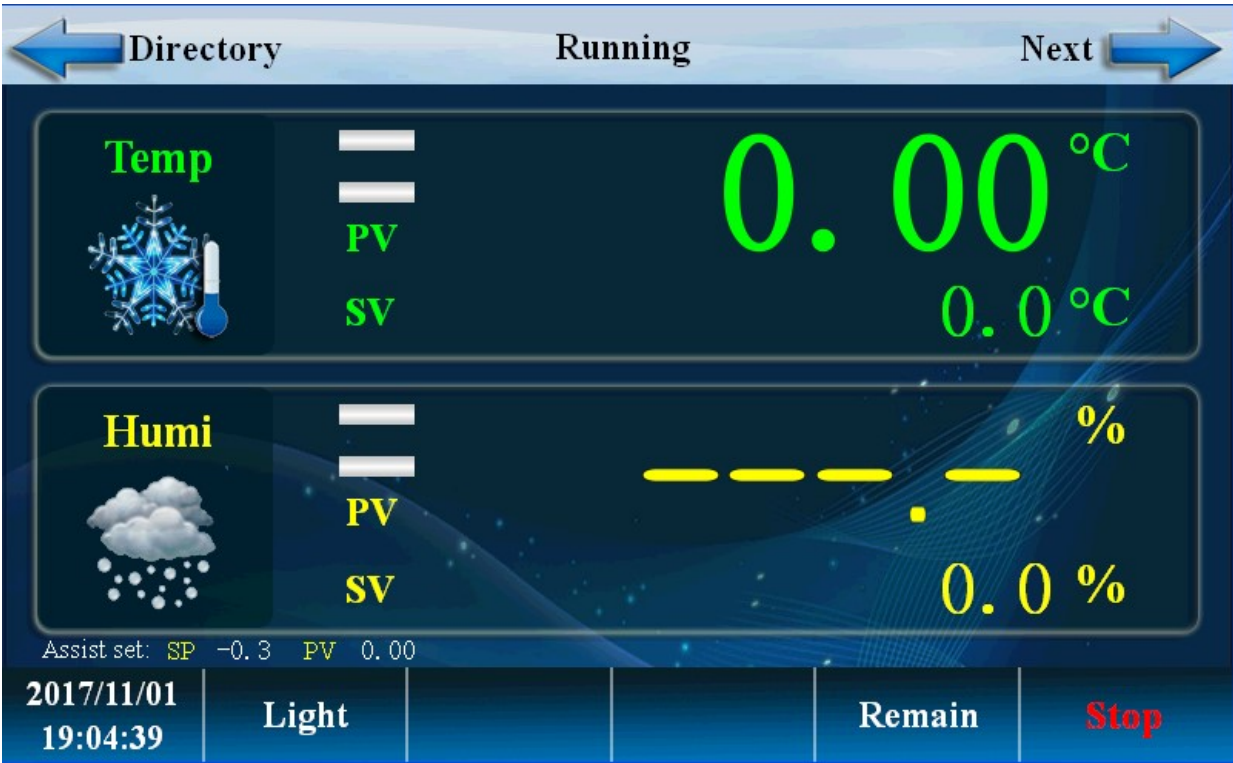 Directory Running Next
Temp
0.00 °C
PV
SV 0.0 °C
Humi
%
---.-
PV
SV 0.0 %
Assist set: SP -0.3 PV 0.00
2017/11/01
19:04:39
Light
Remain
Stop